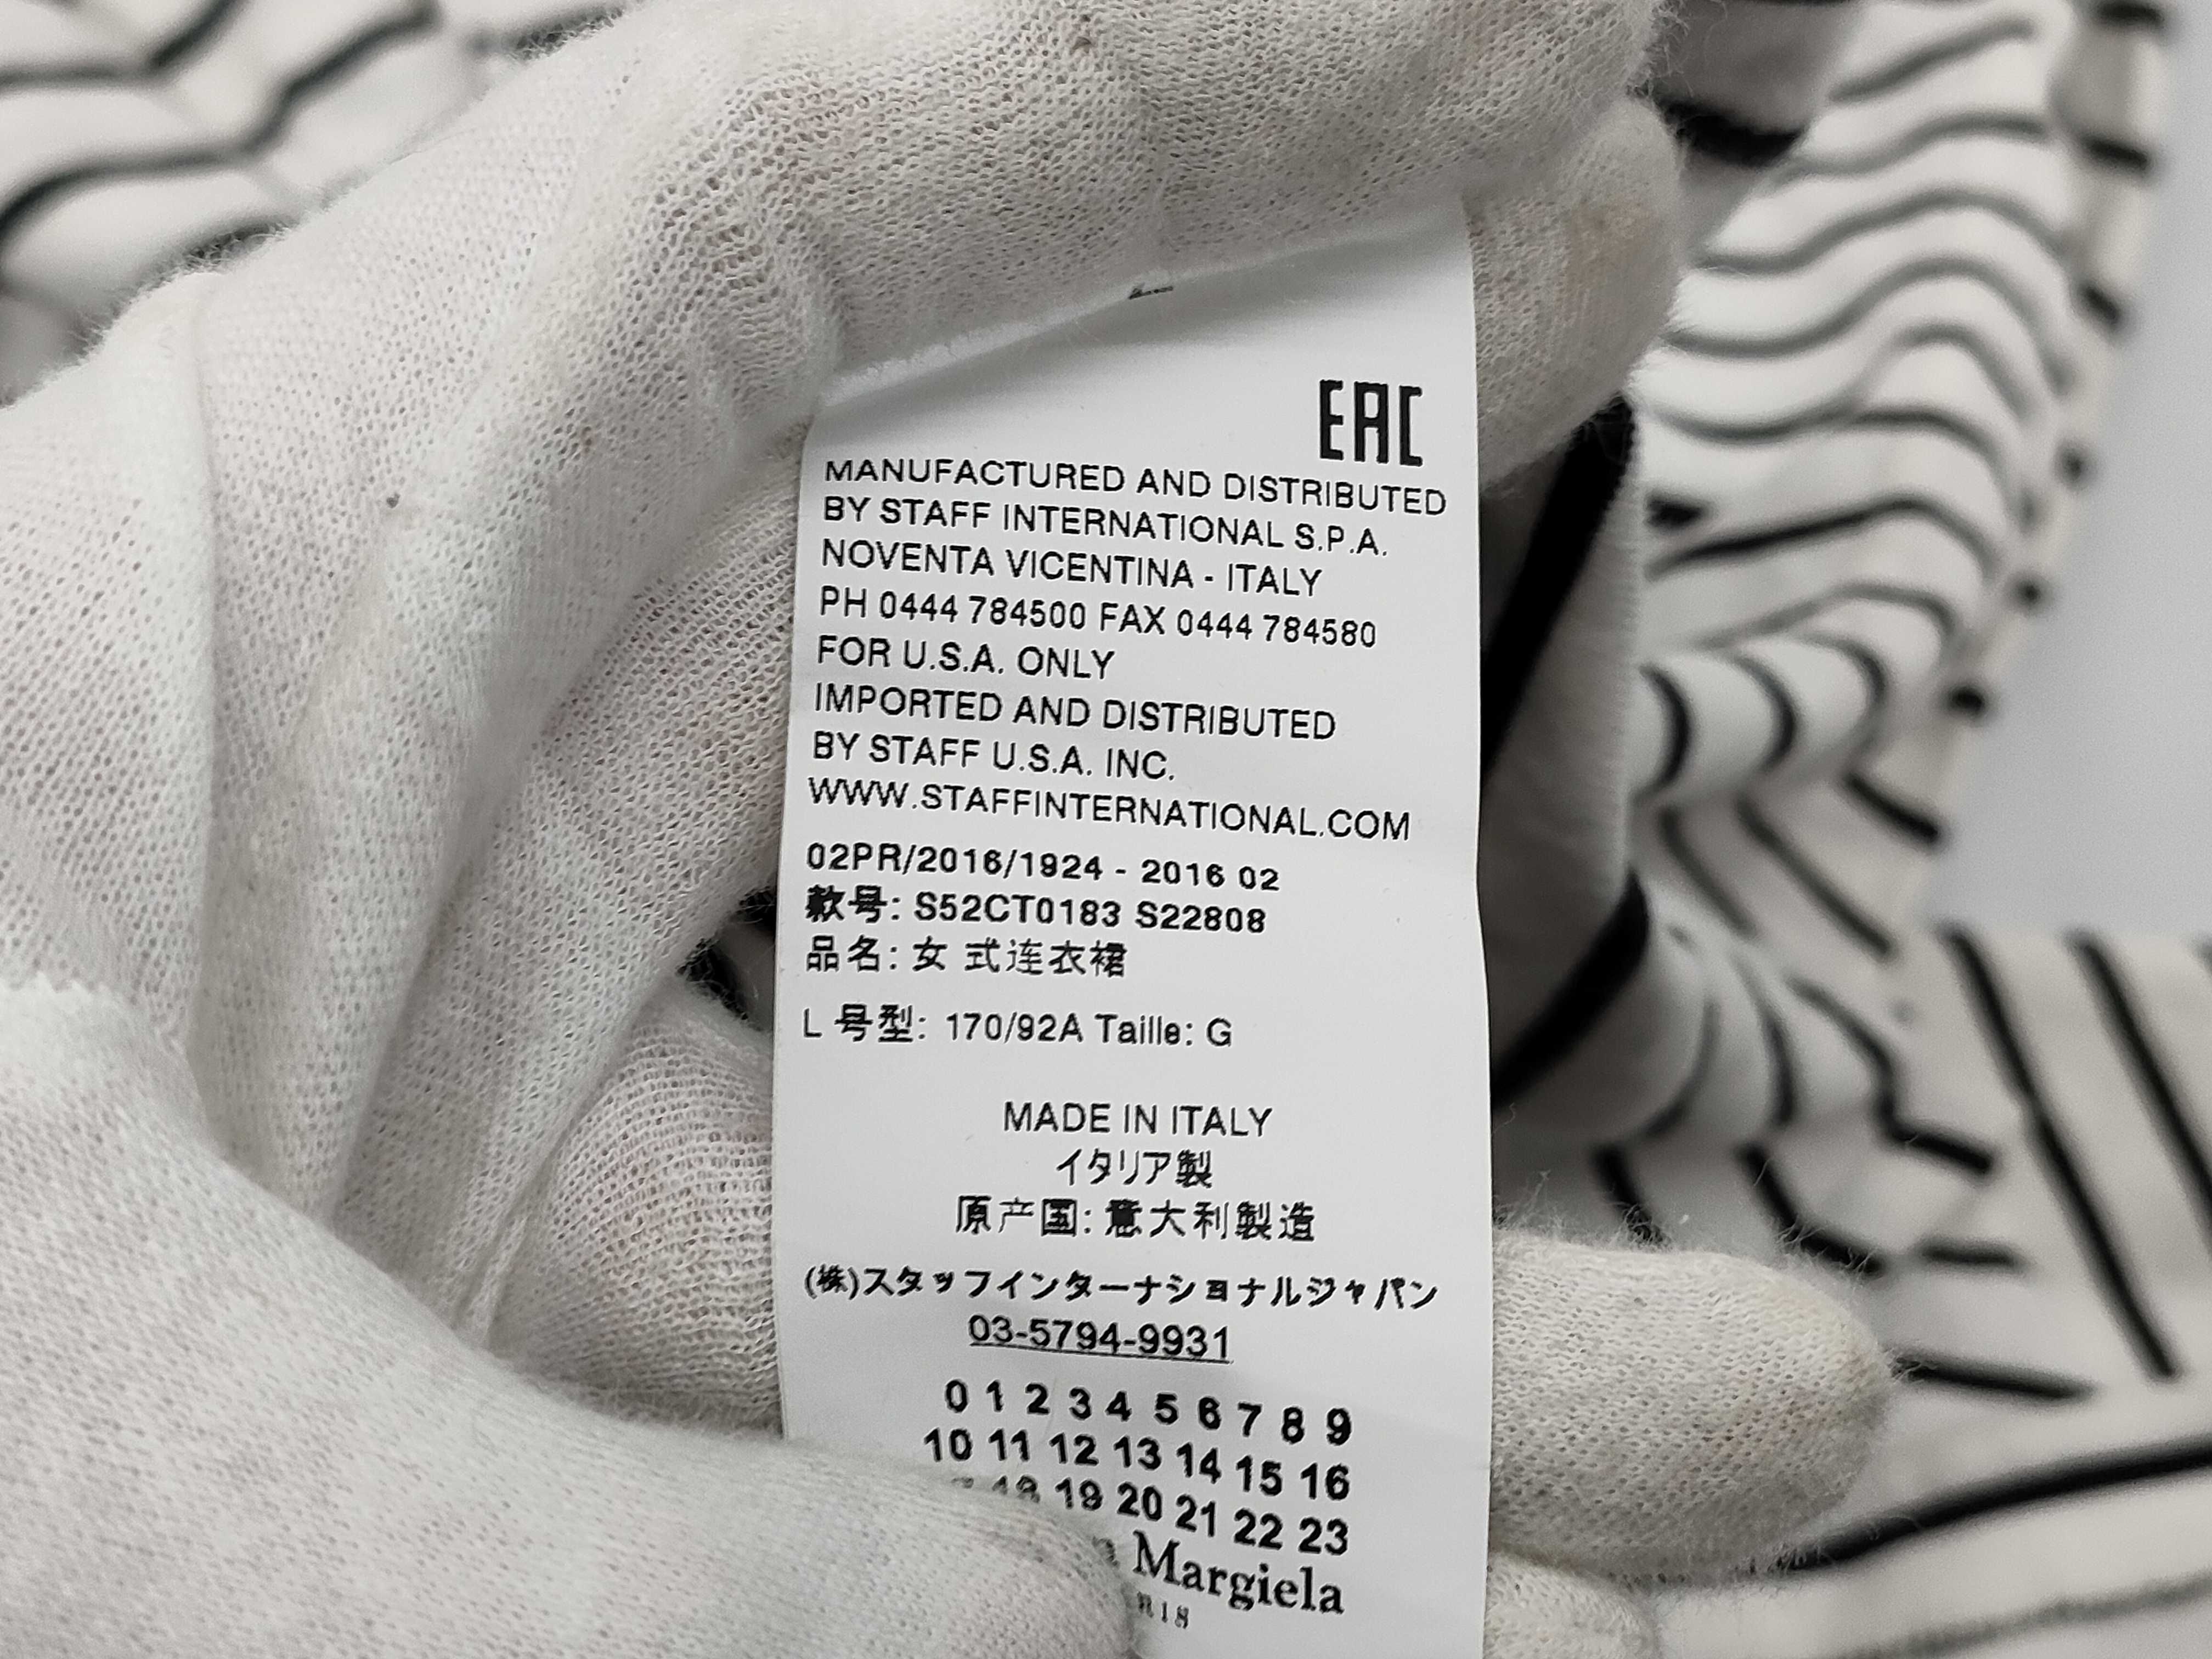 EAC
MANUFACTURED AND DISTRIBUTED
BY STAFF INTERNATIONAL S.P.A.
NOVENTA VICENTINA - ITALY
PH 0444 784500 FAX 0444 784580
FOR U.S.A. ONLY
IMPORTED AND DISTRIBUTED
BY STAFF U.S.A. INC.
WWW.STAFFINTERNATIONAL.COM
02PR/2016/1924 - 2016 02
款号: S52CT0183 S22808
品名: 女 式连衣裙
L 号型: 170/92A Taille: G
MADE IN ITALY
イタリア製
原产国: 意大利製造
(株)スタッフインターナショナルジャパン
03-5794-9931
0 1 2 3 4 5 6 7 8 9
10 11 12 13 14 15 16
18 19 20 21 22 23
Margiela